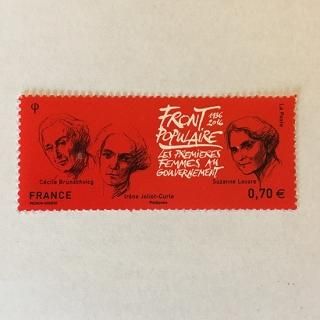 FRONT
1936
2016
POPULAIRE
LES PREMIÈRES
FEMMES AU
GOUVERNEMENT
La Poste
Cécile Brunschvicg
Irène Joliot-Curie
Suzanne Lacore
FRANCE
0,70 €